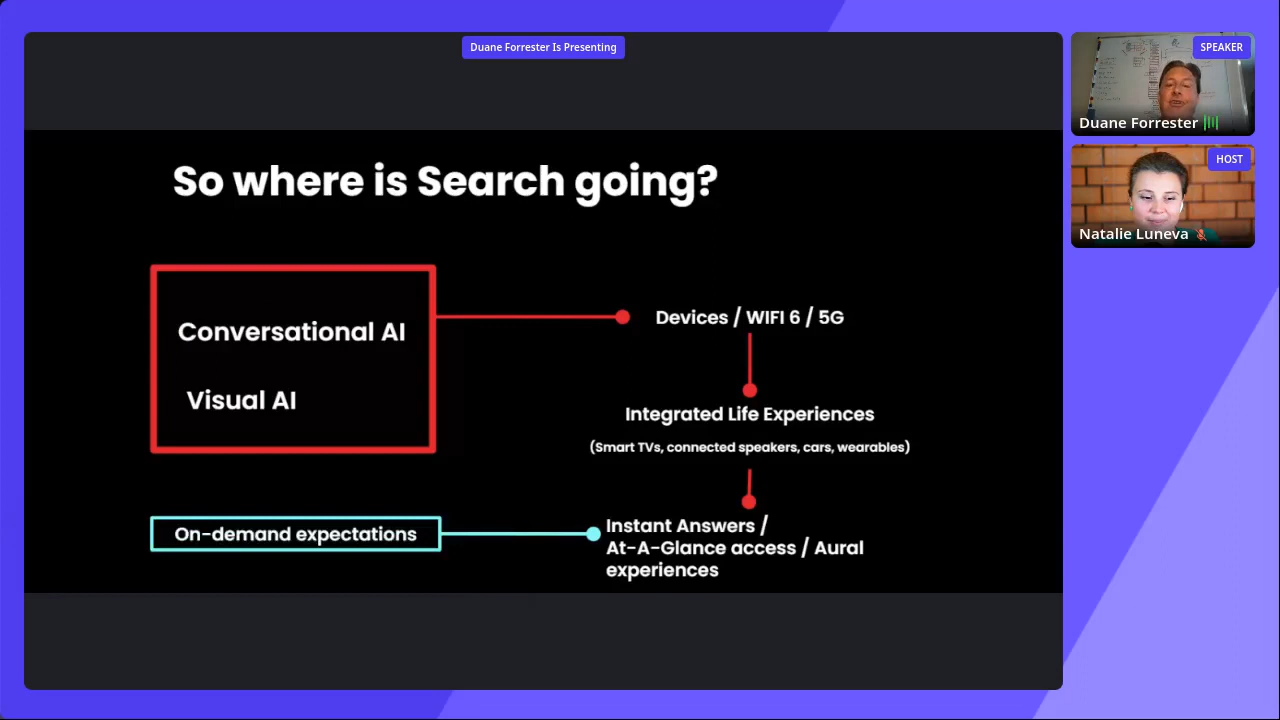 Duane Forrester Is Presenting
SPEAKER
Duane Forrester
HOST
Natalie Luneva
So where is Search going?
Conversational AI
Visual AI
Devices / WIFI 6 / 5G
Integrated Life Experiences
(Smart TVs, connected speakers, cars, wearables)
On-demand expectations
Instant Answers /
At-A-Glance access / Aural
experiences